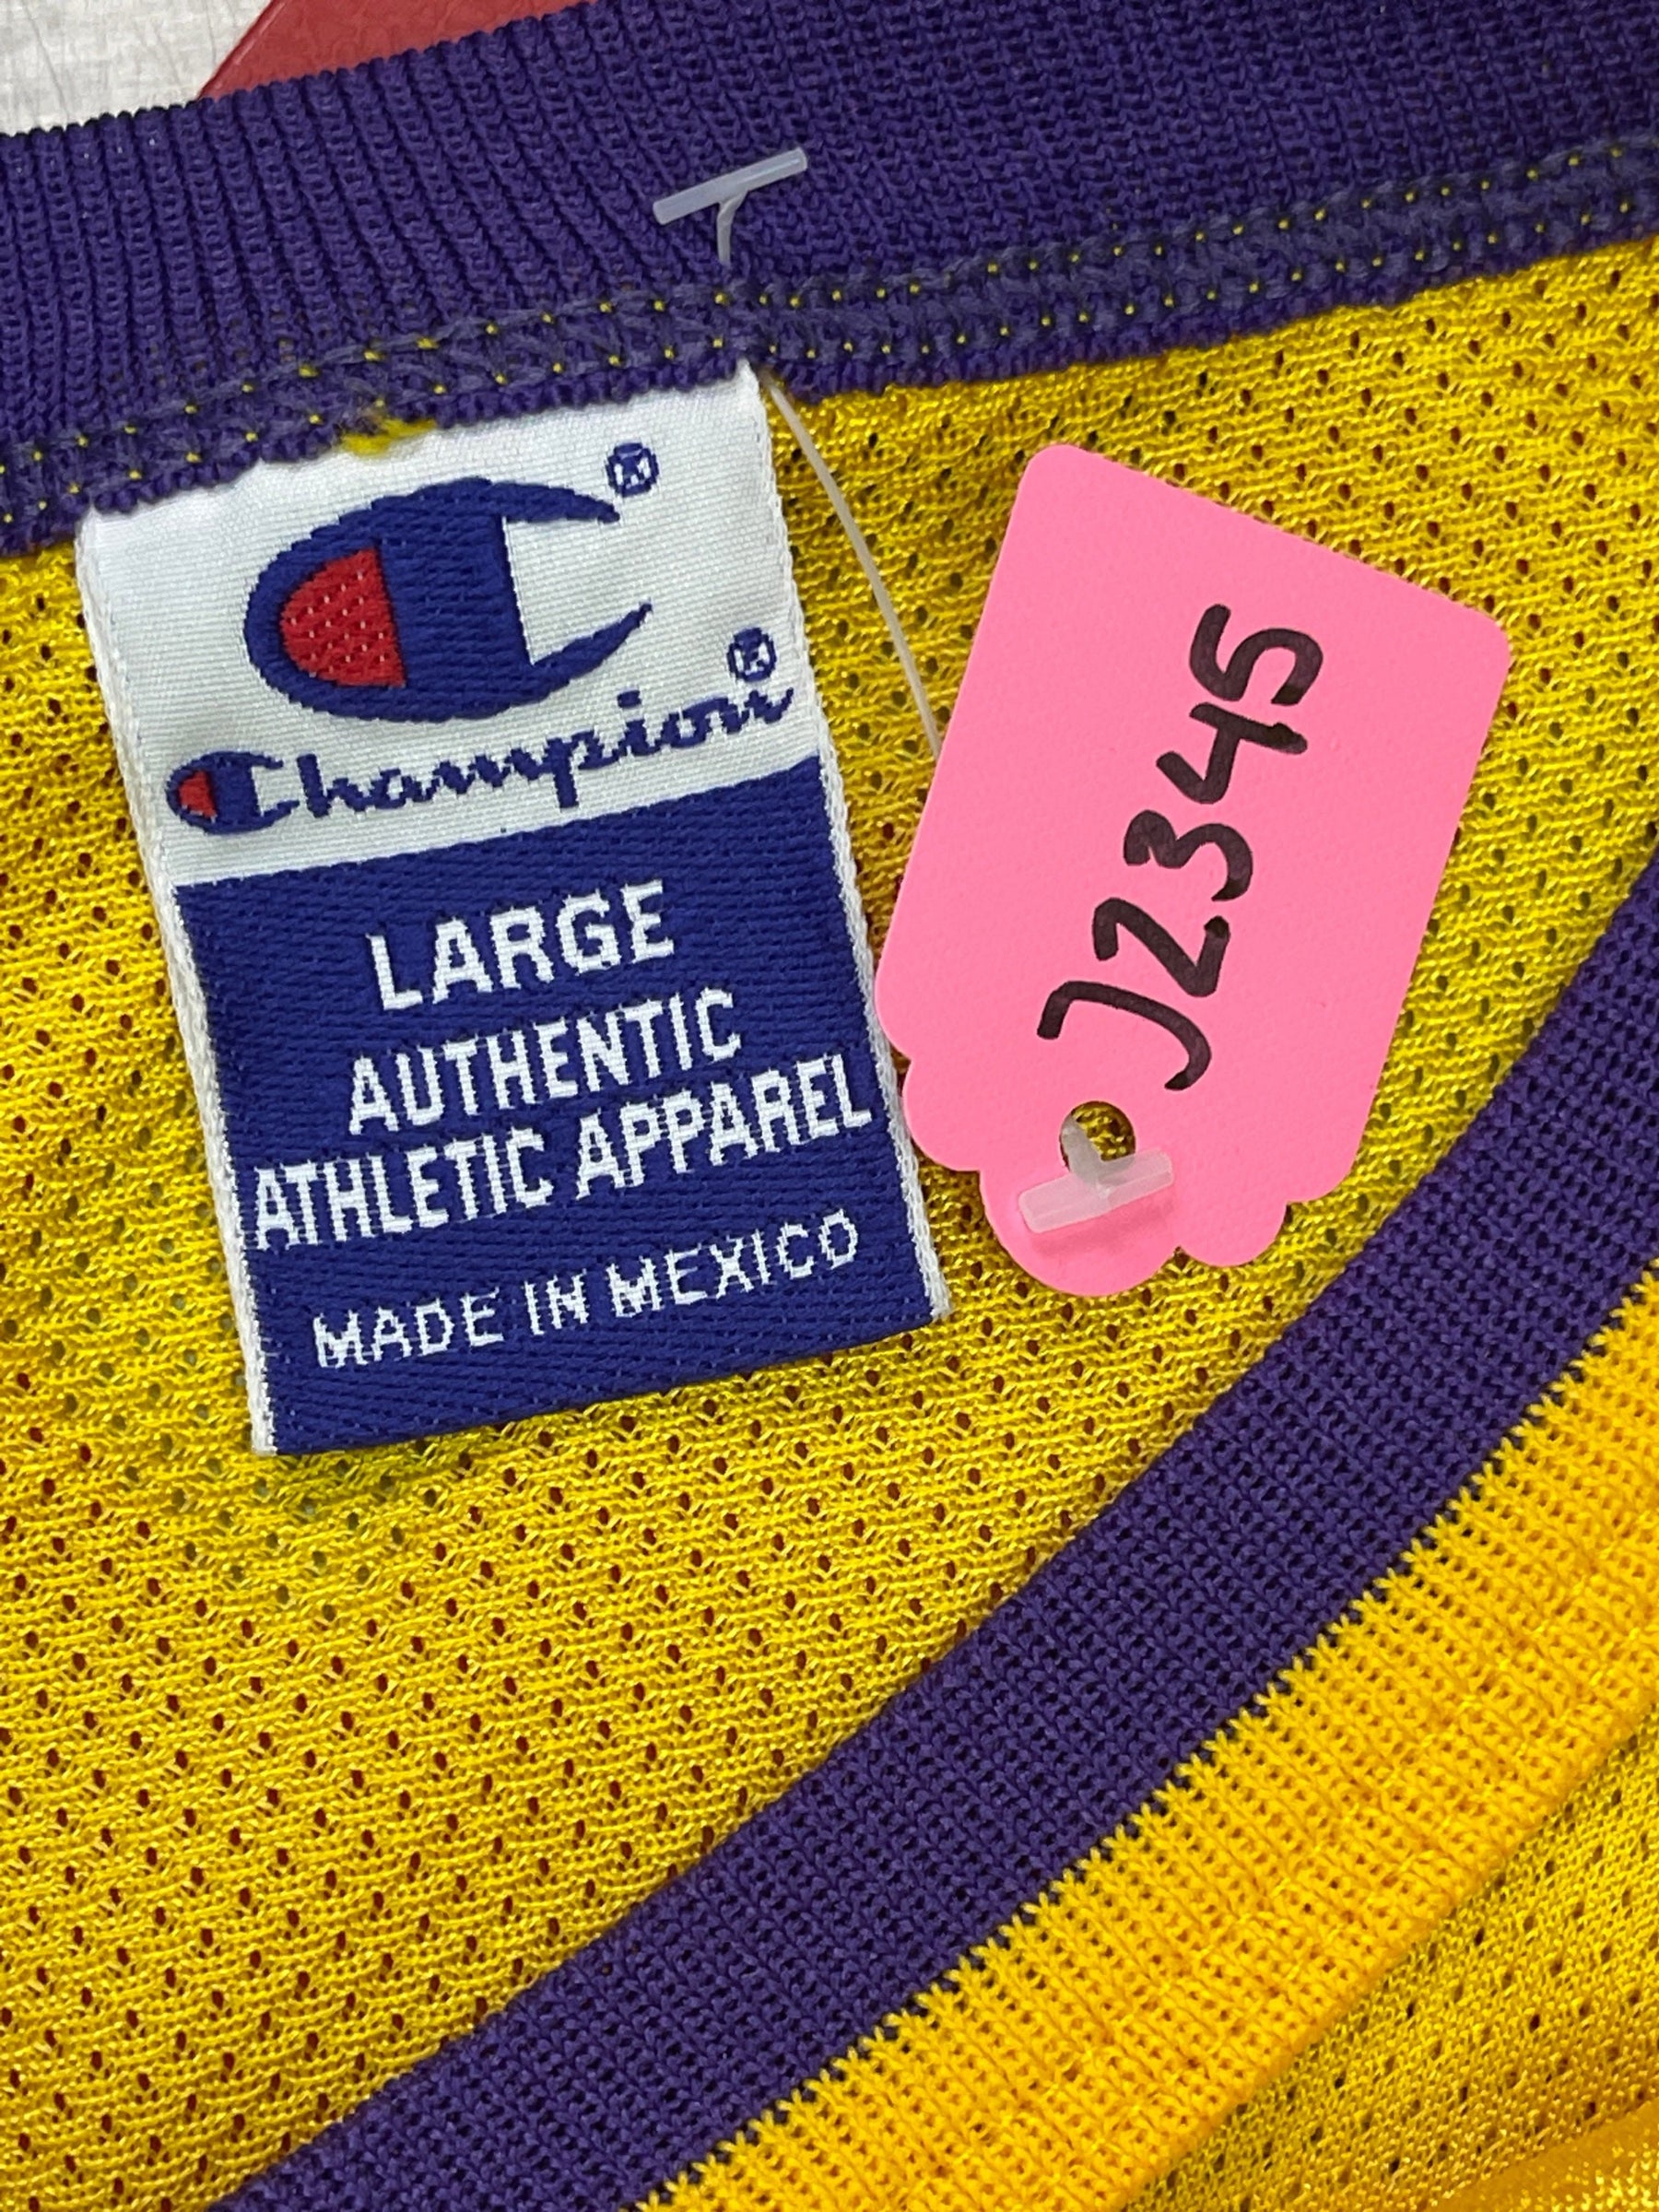 ®
Champion®
LARGE
AUTHENTIC
ATHLETIC APPAREL
MADE IN MEXICO
J2345